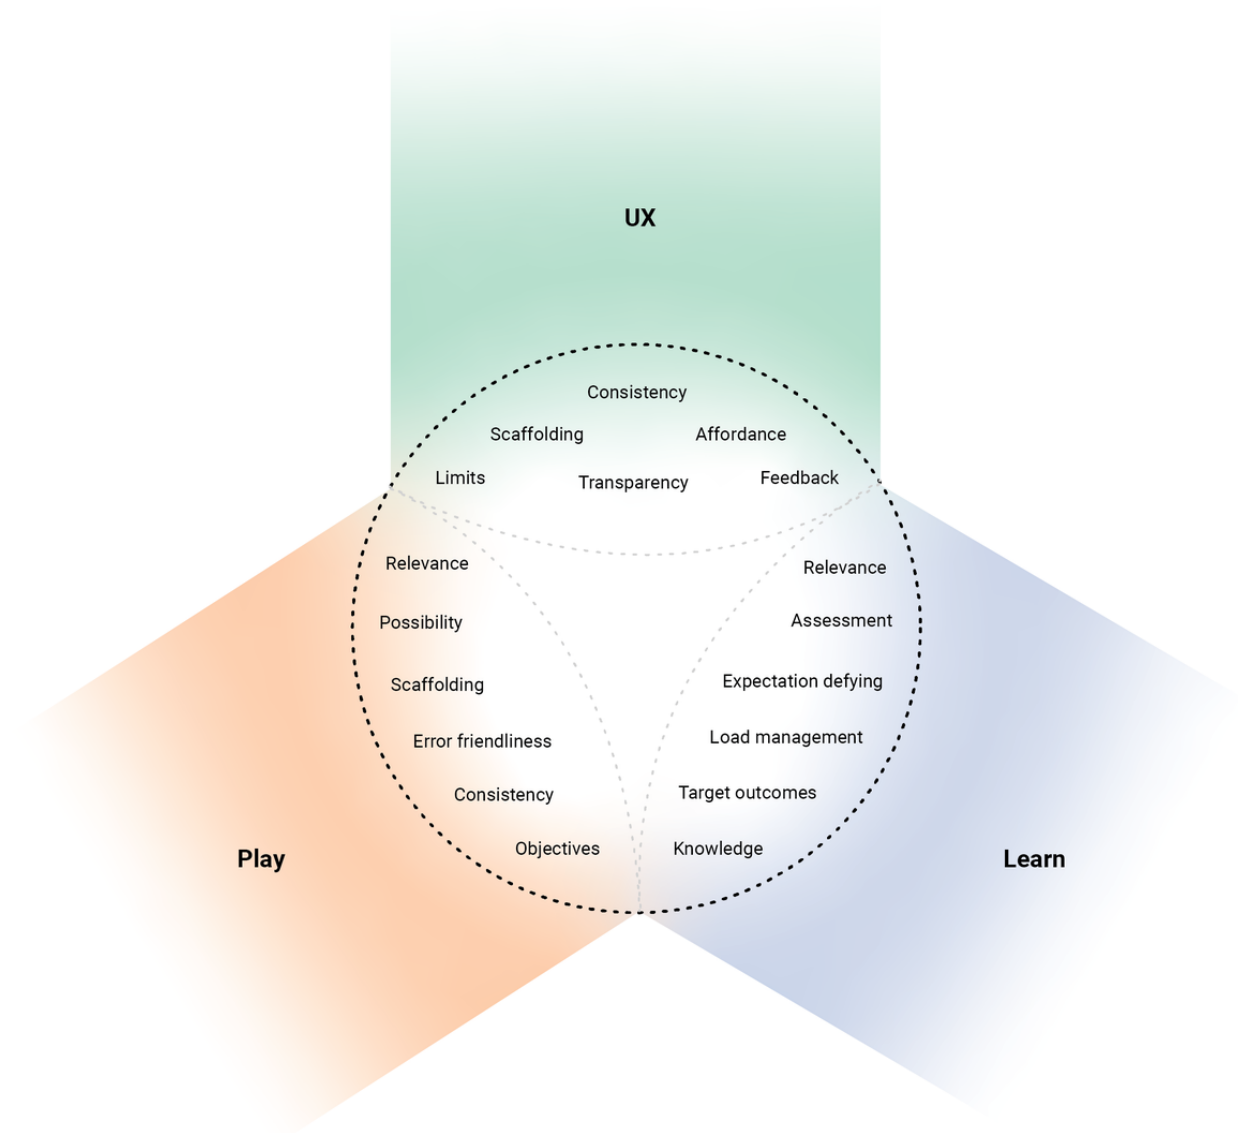 UX
Consistency
Scaffolding
Affordance
Limits
Transparency
Feedback
Relevance
Possibility
Scaffolding
Error friendliness
Consistency
Objectives
Relevance
Assessment
Expectation defying
Load management
Target outcomes
Knowledge
Play
Learn